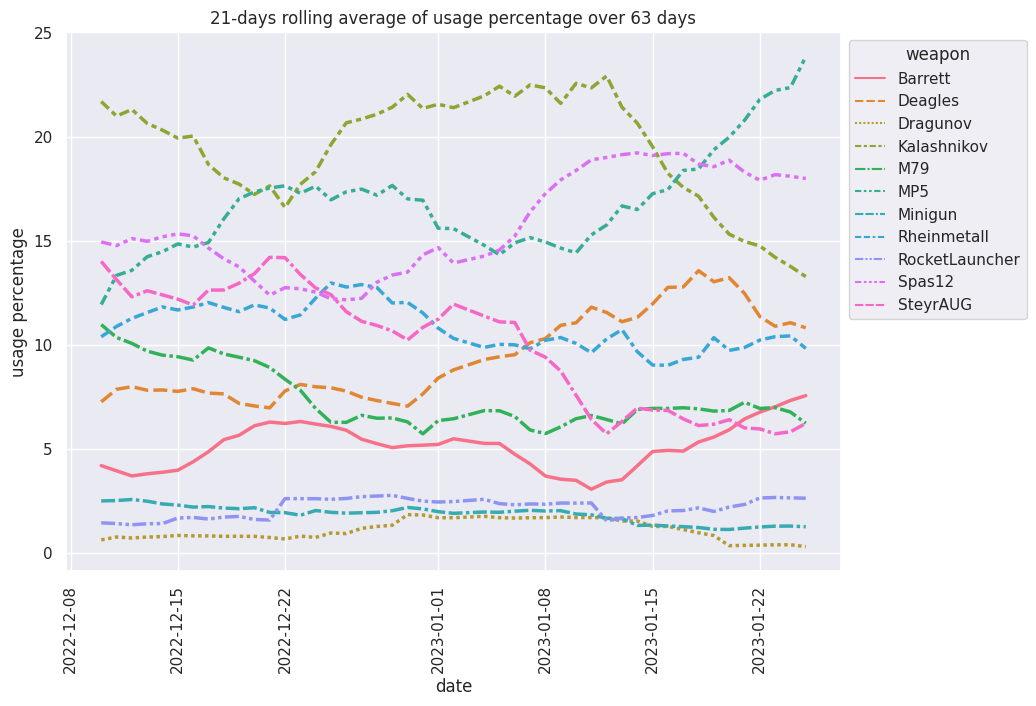 21-days rolling average of usage percentage over 63 days
usage percentage
25
20
15
10
5
0
2022-12-08
2022-12-15
2022-12-22
2023-01-01
2023-01-08
2023-01-15
2023-01-22
date
weapon
Barrett
Deagles
Dragunov
Kalashnikov
M79
MP5
Minigun
Rheinmetall
RocketLauncher
Spas12
SteyrAUG